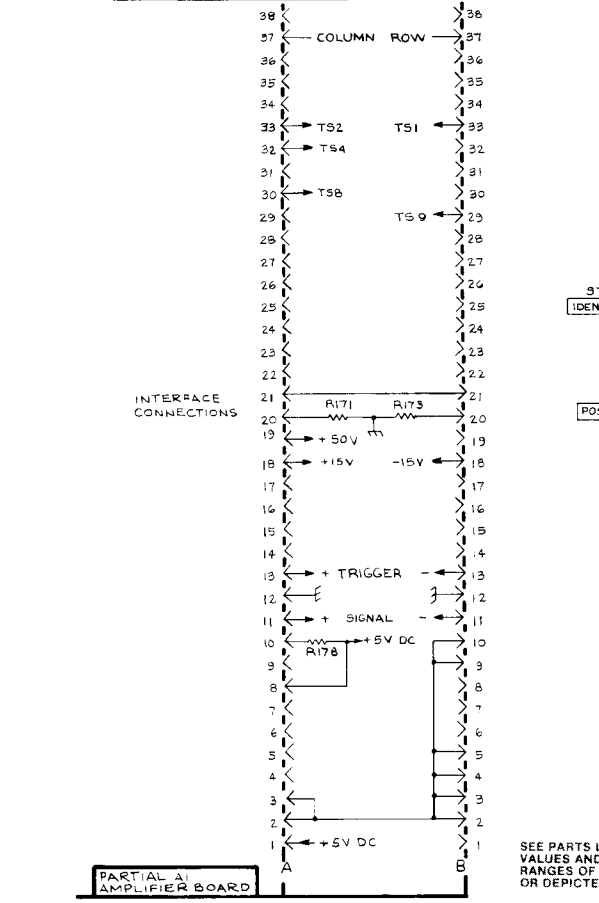 38 38
37 COLUMN ROW 37
36 36
35 35
34 34
33 TS2 TS1 33
32 TS4 32
31 31
30 TS8 30
29 TS9 29
28 28
27 27
26 26
25 25
24 24
23 23
22 22
21 21
INTERFACE
CONNECTIONS
R171 R173
20 20
19 +50V 19
18 +15V -15V 18
17 17
16 16
15 15
14 14
13 + TRIGGER - 13
12 12
11 + SIGNAL - 11
10 +5V DC 10
R178
9 9
8 8
7 7
6 6
5 5
4 4
3 3
2 2
1 +5V DC 1
A B
PARTIAL A1
AMPLIFIER BOARD
IDEN
POS
SEE PARTS L
VALUES AND
RANGES OF
OR DEPICTE